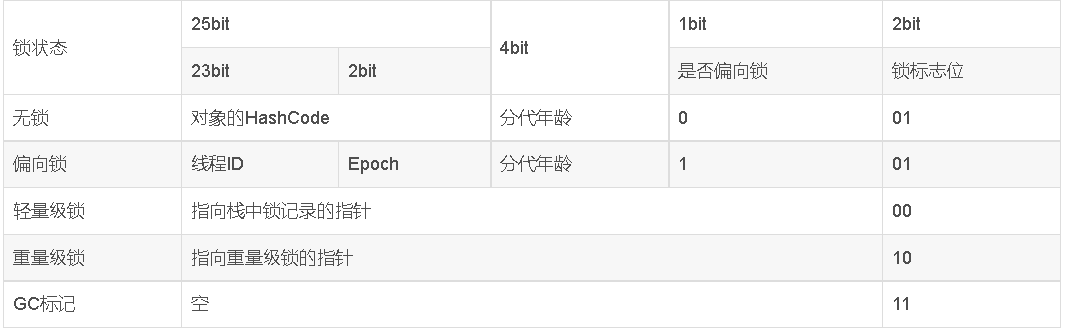 锁状态 25bit 4bit 1bit 2bit
23bit 2bit 是否偏向锁 锁标志位
无锁 对象的HashCode 分代年龄 0 01
偏向锁 线程ID Epoch 分代年龄 1 01
轻量级锁 指向栈中锁记录的指针 00
重量级锁 指向重量级锁的指针 10
GC标记 空 11